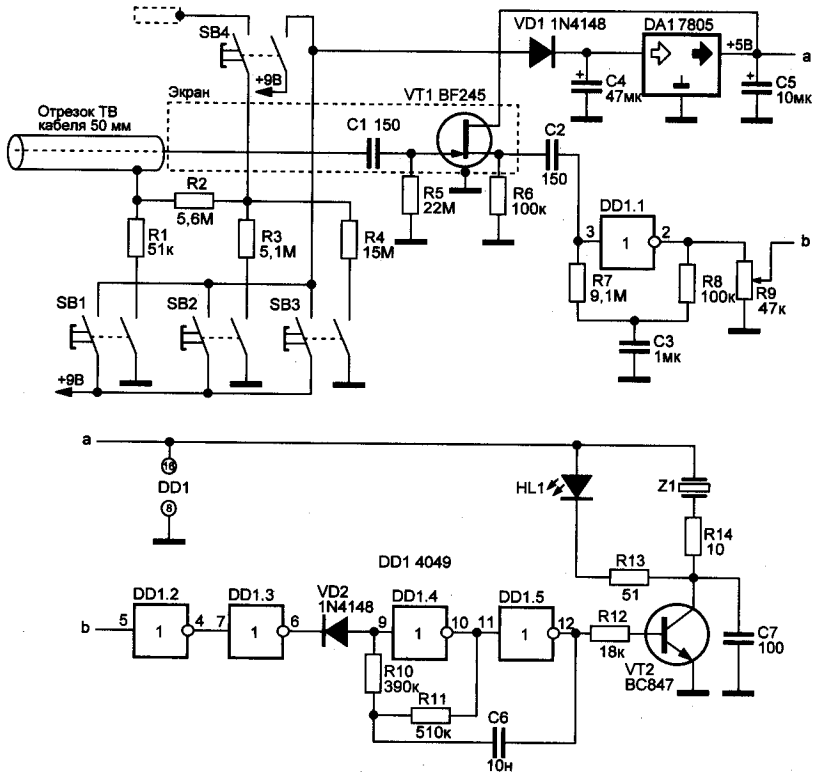 SB4
+9В
VD1 1N4148
DA1 7805
+5В
a
+
C4
47мк
+
C5
10мк
Отрезок ТВ
кабеля 50 мм
Экран
VT1 BF245
C1 150
C2
150
R2
5,6М
R1
51к
R3
5,1М
R4
15М
R5
22М
R6
100к
DD1.1
3
1
2
b
R7
9,1М
R8
100к
R9
47к
C3
1мк
SB1
SB2
SB3
+9В
a
16
DD1
8
HL1
Z1
R14
10
R13
51
DD1 4049
DD1.2
DD1.3
VD2
1N4148
DD1.4
DD1.5
b
5
1
4
7
1
6
9
1
10
11
1
12
R12
18к
VT2
BC847
C7
100
R10
390к
R11
510к
C6
10н